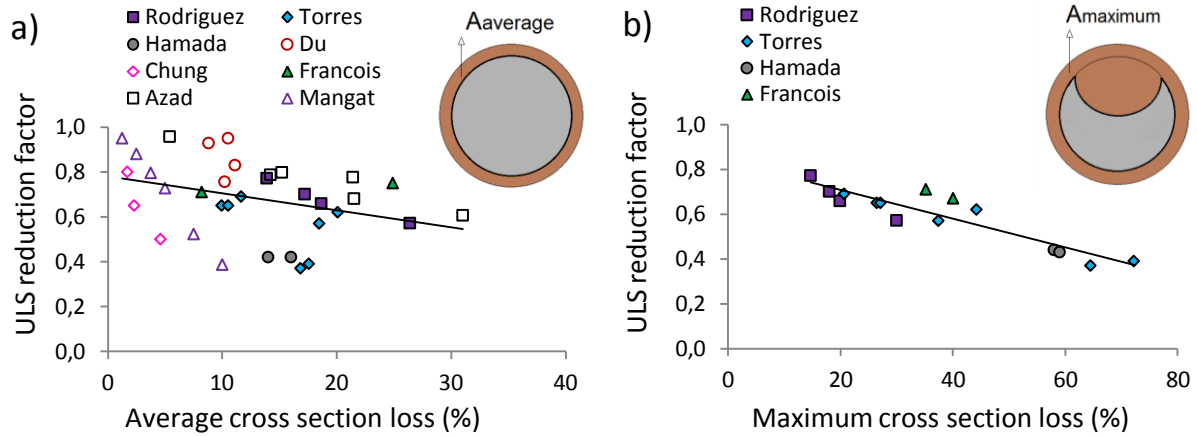 a)
Rodriguez
Torres
Hamada
Du
Chung
Francois
Azad
Mangat
Aaverage
ULS reduction factor
1,0
0,8
0,6
0,4
0,2
0,0
0 10 20 30 40
Average cross section loss (%)
b)
Rodriguez
Torres
Hamada
Francois
Amaximum
ULS reduction factor
1,0
0,8
0,6
0,4
0,2
0,0
0 20 40 60 80
Maximum cross section loss (%)